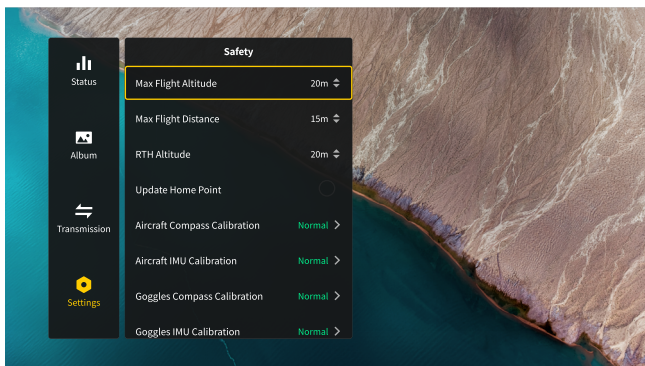 Safety
Status
Max Flight Altitude 20m
Max Flight Distance 15m
Album
RTH Altitude 20m
Update Home Point
Transmission
Aircraft Compass Calibration Normal
Aircraft IMU Calibration Normal
Settings
Goggles Compass Calibration Normal
Goggles IMU Calibration Normal